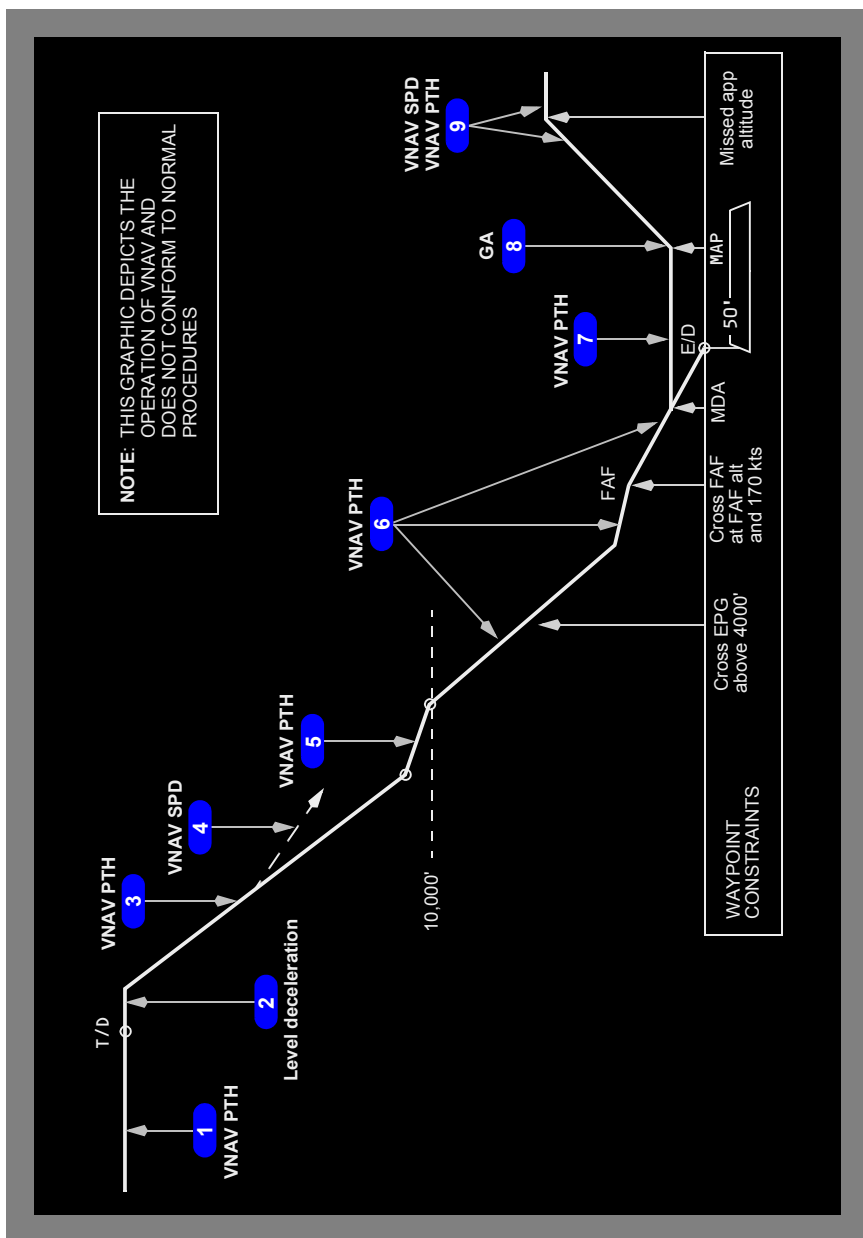 NOTE: THIS GRAPHIC DEPICTS THE
OPERATION OF VNAV AND
DOES NOT CONFORM TO NORMAL
PROCEDURES
T/D
1
VNAV PTH
2
Level deceleration
VNAV PTH
3
VNAV SPD
4
VNAV PTH
5
10,000'
VNAV PTH
6
FAF
VNAV PTH
7
E/D
GA
8
VNAV SPD
VNAV PTH
9
WAYPOINT
CONSTRAINTS
Cross EPG
above 4000'
Cross FAF
at FAF alt
and 170 kts
MDA
50'
MAP
Missed app
altitude